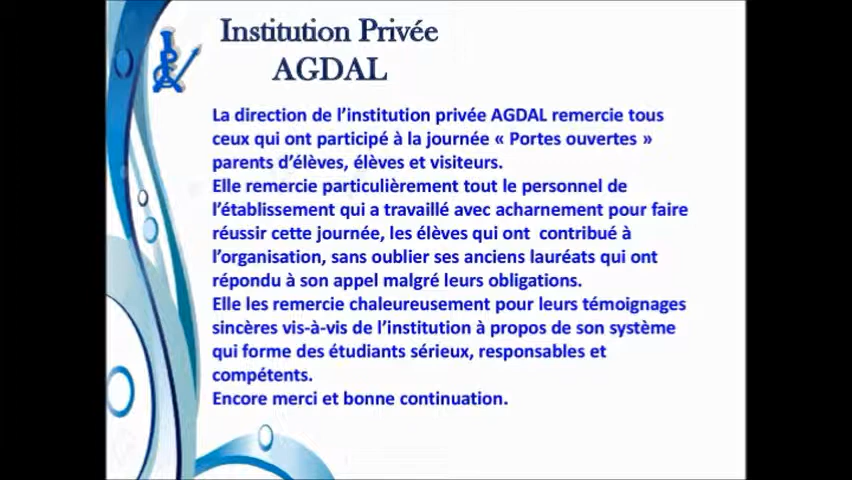 Institution Privée
AGDAL
La direction de l'institution privée AGDAL remercie tous
ceux qui ont participé à la journée « Portes ouvertes »
parents d'élèves, élèves et visiteurs.
Elle remercie particulièrement tout le personnel de
l'établissement qui a travaillé avec acharnement pour faire
réussir cette journée, les élèves qui ont contribué à
l'organisation, sans oublier ses anciens lauréats qui ont
répondu à son appel malgré leurs obligations.
Elle les remercie chaleureusement pour leurs témoignages
sincères vis-à-vis de l'institution à propos de son système
qui forme des étudiants sérieux, responsables et
compétents.
Encore merci et bonne continuation.